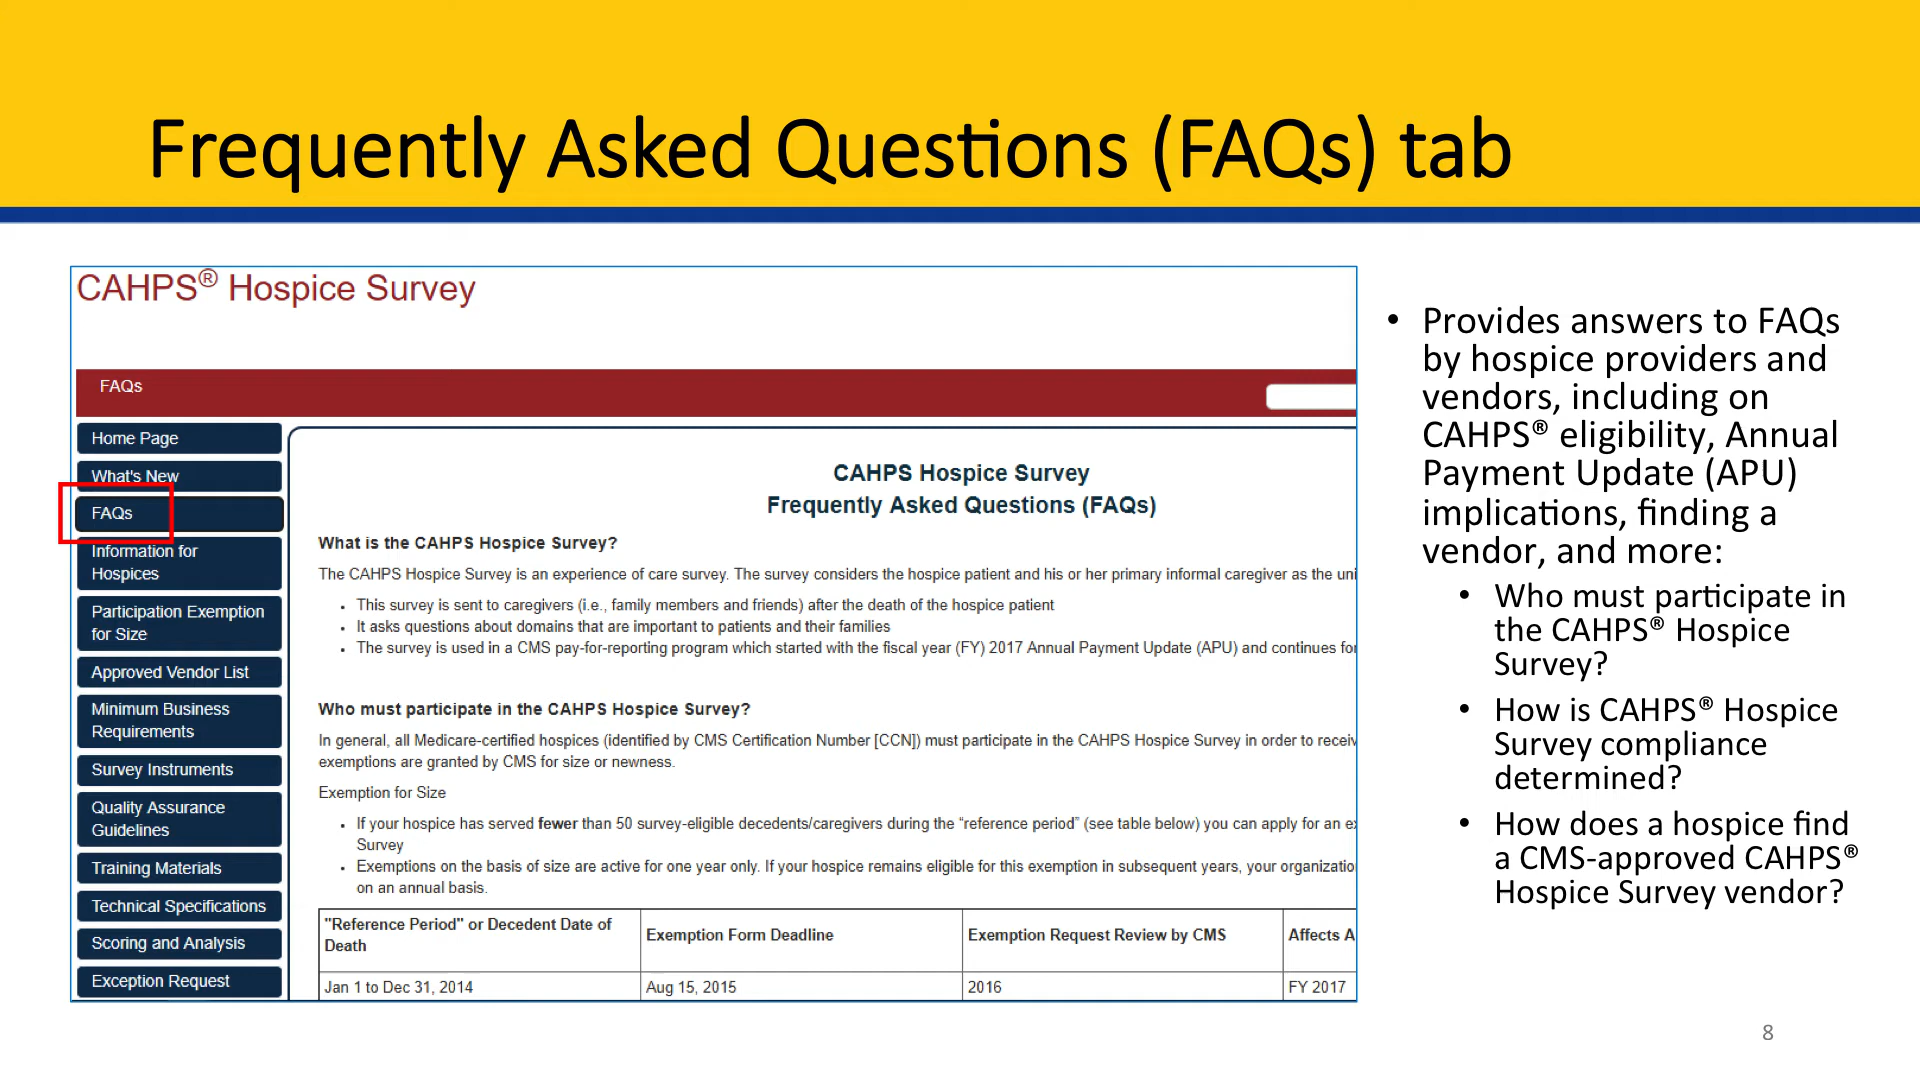 Frequently Asked Questions (FAQs) tab
CAHPS® Hospice Survey
FAQs
Home Page
What's New
FAQs
Information for
Hospices
Participation Exemption
for Size
Approved Vendor List
Minimum Business
Requirements
Survey Instruments
Quality Assurance
Guidelines
Training Materials
Technical Specifications
Scoring and Analysis
Exception Request
CAHPS Hospice Survey
Frequently Asked Questions (FAQs)
What is the CAHPS Hospice Survey?
The CAHPS Hospice Survey is an experience of care survey. The survey considers the hospice patient and his or her primary informal caregiver as the uni
• This survey is sent to caregivers (i.e., family members and friends) after the death of the hospice patient
• It asks questions about domains that are important to patients and their families
• The survey is used in a CMS pay-for-reporting program which started with the fiscal year (FY) 2017 Annual Payment Update (APU) and continues for
Who must participate in the CAHPS Hospice Survey?
In general, all Medicare-certified hospices (identified by CMS Certification Number [CCN]) must participate in the CAHPS Hospice Survey in order to receiv
exemptions are granted by CMS for size or newness.
Exemption for Size
• If your hospice has served fewer than 50 survey-eligible decedents/caregivers during the “reference period” (see table below) you can apply for an ex
Survey
• Exemptions on the basis of size are active for one year only. If your hospice remains eligible for this exemption in subsequent years, your organizatio
on an annual basis.
"Reference Period" or Decedent Date of
Death
Exemption Form Deadline
Exemption Request Review by CMS
Affects A
Jan 1 to Dec 31, 2014
Aug 15, 2015
2016
FY 2017
• Provides answers to FAQs
by hospice providers and
vendors, including on
CAHPS® eligibility, Annual
Payment Update (APU)
implications, finding a
vendor, and more:
• Who must participate in
the CAHPS® Hospice
Survey?
• How is CAHPS® Hospice
Survey compliance
determined?
• How does a hospice find
a CMS-approved CAHPS®
Hospice Survey vendor?
8